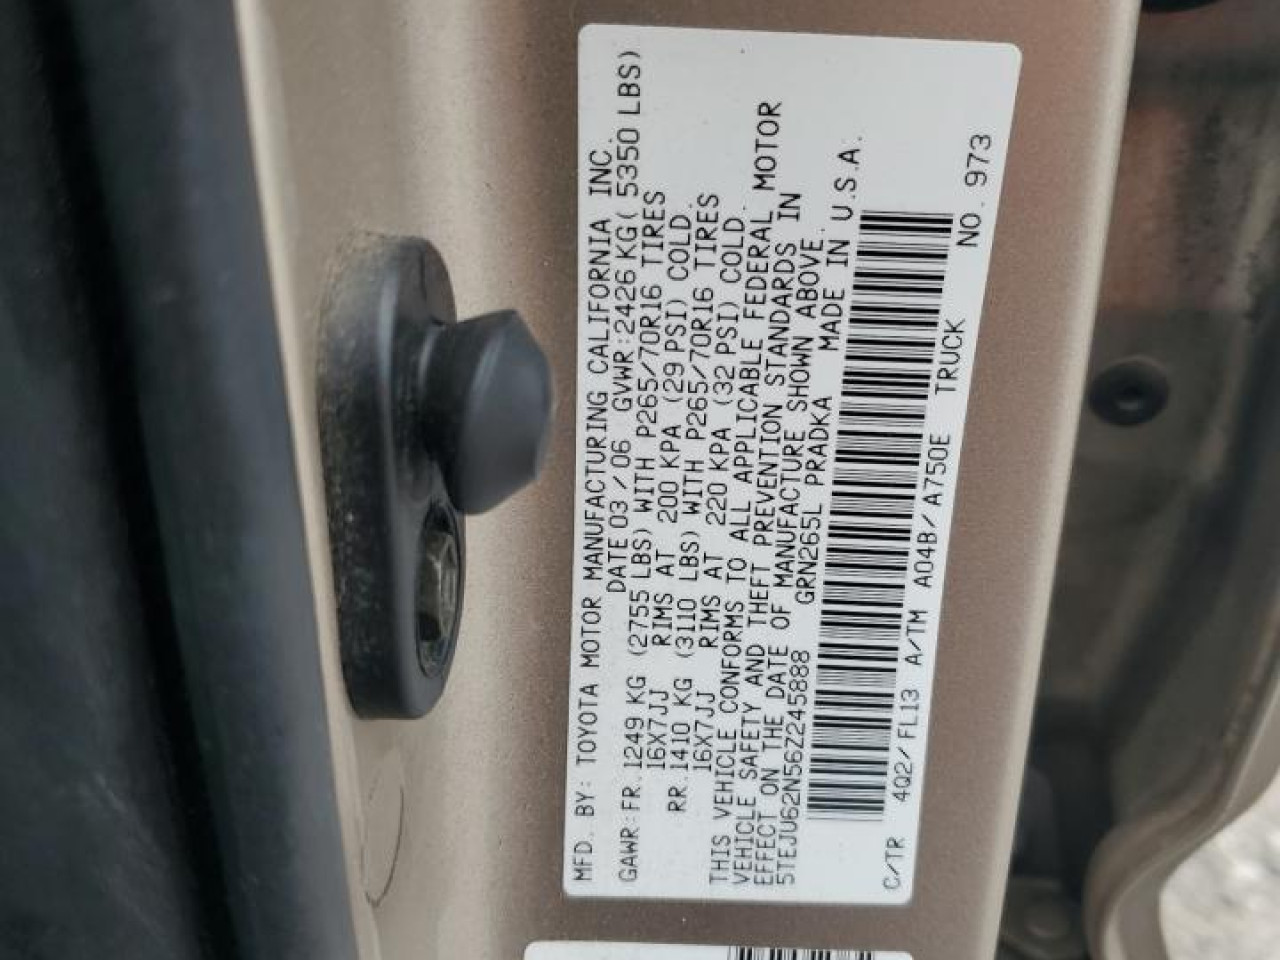 MFD. BY: TOYOTA MOTOR MANUFACTURING CALIFORNIA INC.
DATE 03/06 GVWR:2426KG( 5350 LBS)
GAWR:FR.1249 KG (2755 LBS) WITH P265/70R16 TIRES
16X7JJ RIMS AT 200 KPA (29 PSI) COLD.
RR.1410 KG (3110 LBS) WITH P265/70R16 TIRES
16X7JJ RIMS AT 220 KPA (32 PSI) COLD.
THIS VEHICLE CONFORMS TO ALL APPLICABLE FEDERAL MOTOR
VEHICLE SAFETY AND THEFT PREVENTION STANDARDS IN
EFFECT ON THE DATE OF MANUFACTURE SHOWN ABOVE.
5TEJU62N56Z245888 GRN265L PRADKA MADE IN U.S.A.
C/TR 4Q2/FL13 A/TM A04B/A750E TRUCK NO. 973